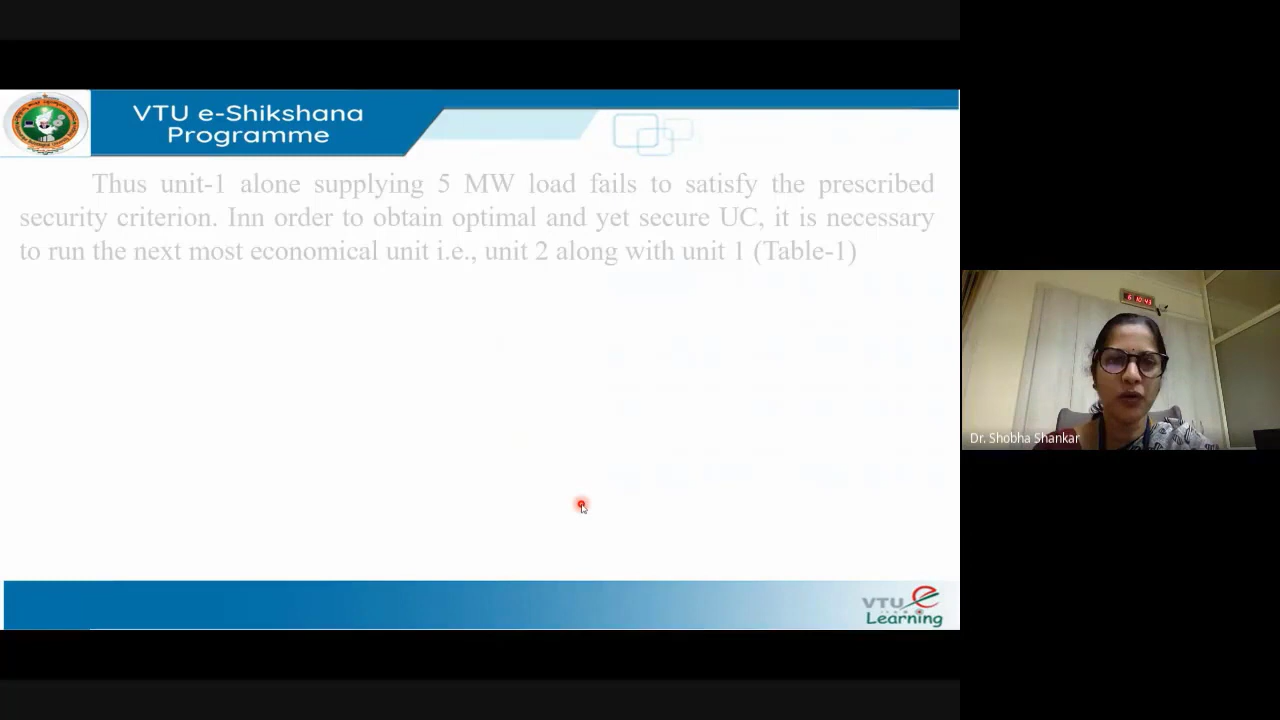 VTU e-Shikshana
Programme
Thus unit-1 alone supplying 5 MW load fails to satisfy the prescribed
security criterion. Inn order to obtain optimal and yet secure UC, it is necessary
to run the next most economical unit i.e., unit 2 along with unit 1 (Table-1)
Dr. Shobha Shankar
VTU e
Learning